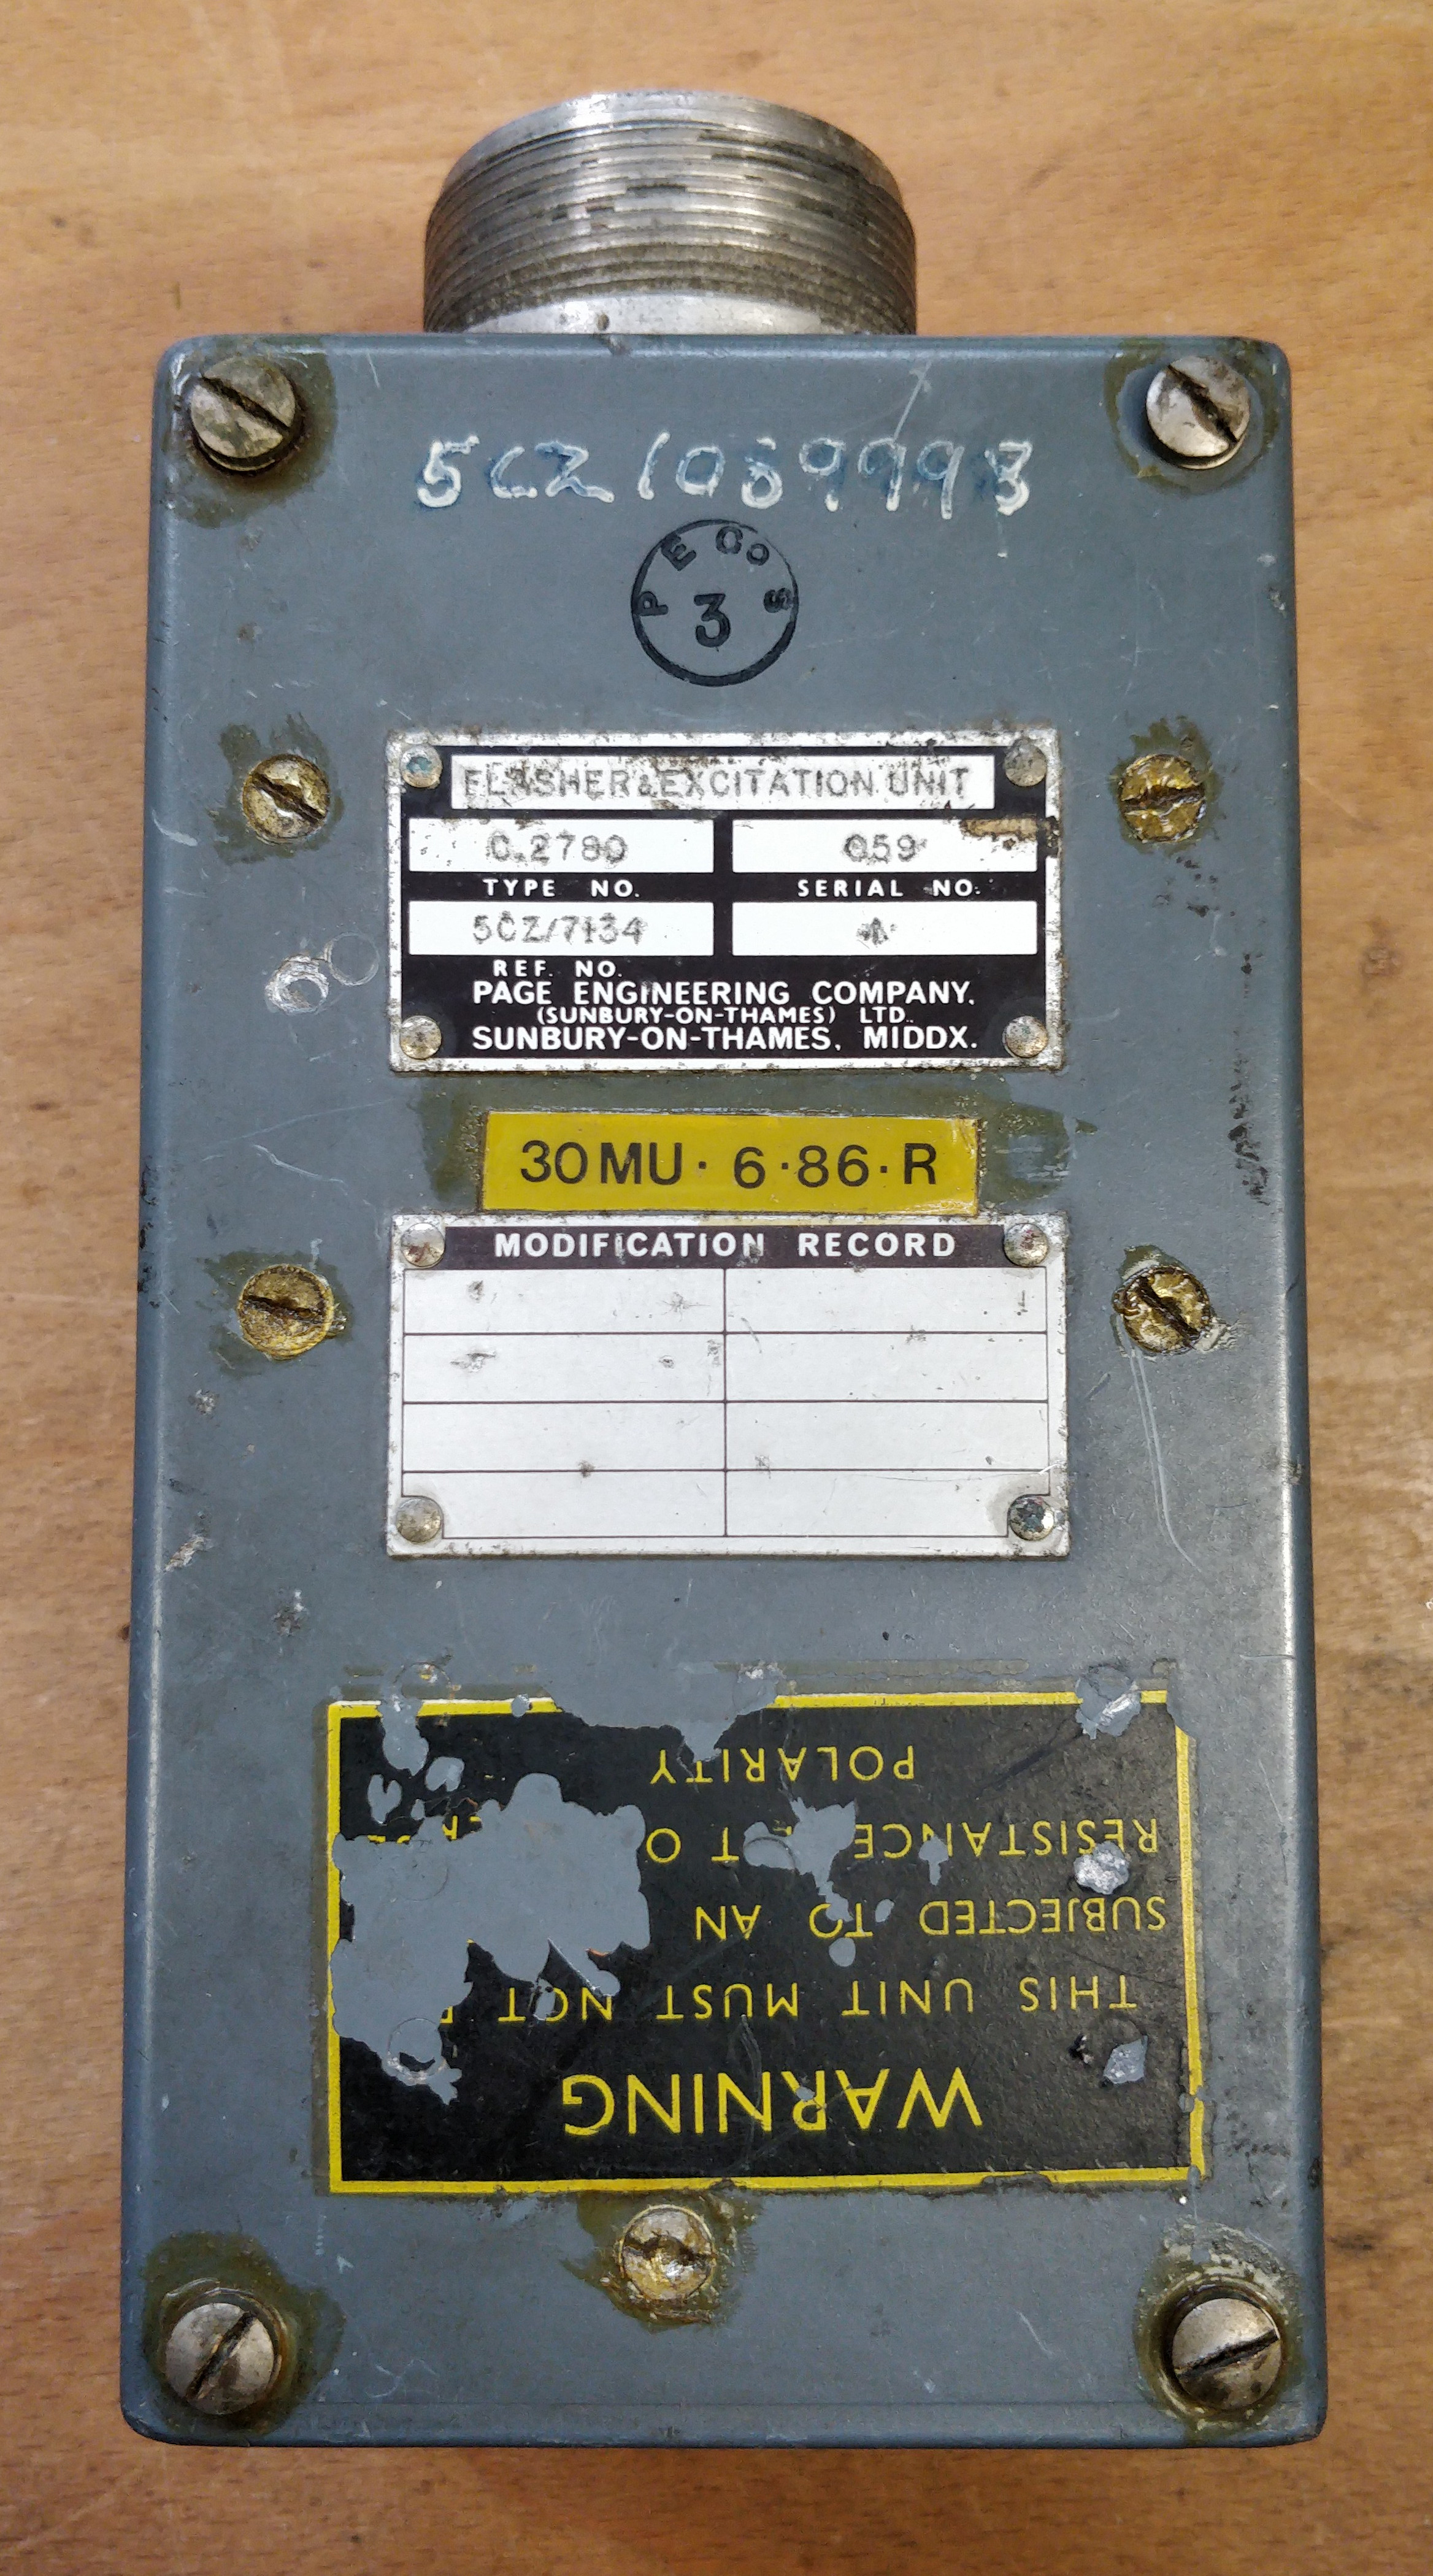 5CZ 1059993
P E Co S
3
FLASHER & EXCITATION UNIT
C.2780 059
TYPE NO. SERIAL NO.
5CZ/7134 A
REF. NO.
PAGE ENGINEERING COMPANY.
(SUNBURY-ON-THAMES) LTD.
SUNBURY-ON-THAMES, MIDDX.
30MU·6·86·R
MODIFICATION RECORD
WARNING
THIS UNIT MUST NOT
SUBJECTED TO AN
RESISTANCE
POLARITY